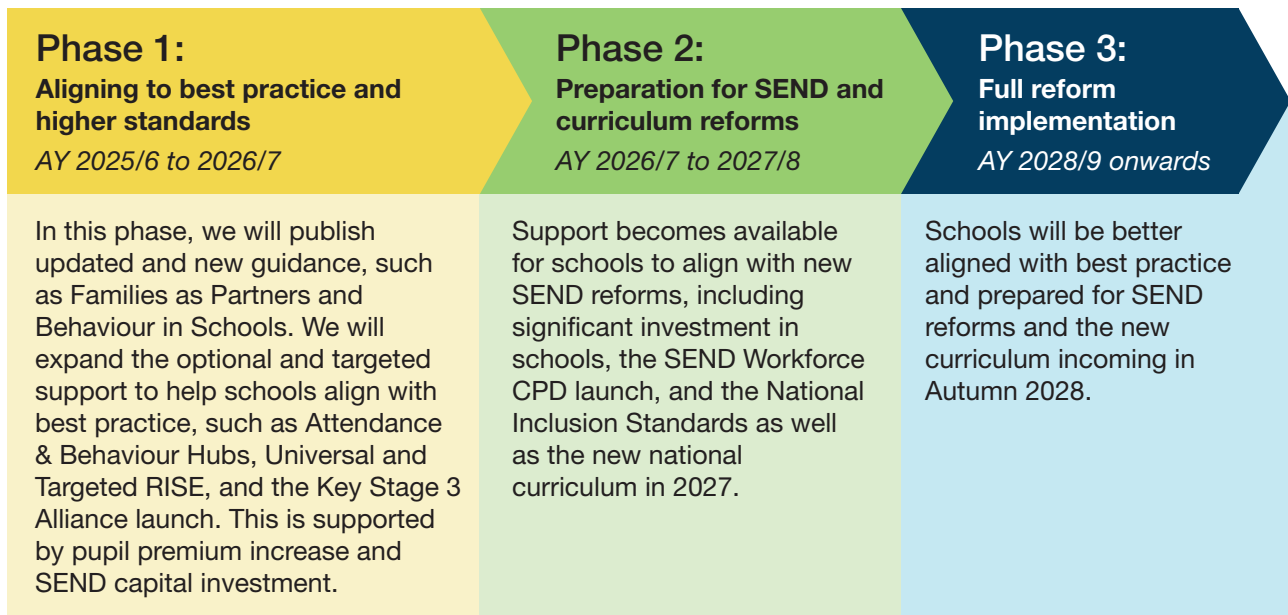 Phase 1:
Aligning to best practice and
higher standards
AY 2025/6 to 2026/7
In this phase, we will publish
updated and new guidance, such
as Families as Partners and
Behaviour in Schools. We will
expand the optional and targeted
support to help schools align with
best practice, such as Attendance
& Behaviour Hubs, Universal and
Targeted RISE, and the Key Stage 3
Alliance launch. This is supported
by pupil premium increase and
SEND capital investment.
Phase 2:
Preparation for SEND and
curriculum reforms
AY 2026/7 to 2027/8
Support becomes available
for schools to align with new
SEND reforms, including
significant investment in
schools, the SEND Workforce
CPD launch, and the National
Inclusion Standards as well
as the new national
curriculum in 2027.
Phase 3:
Full reform
implementation
AY 2028/9 onwards
Schools will be better
aligned with best practice
and prepared for SEND
reforms and the new
curriculum incoming in
Autumn 2028.